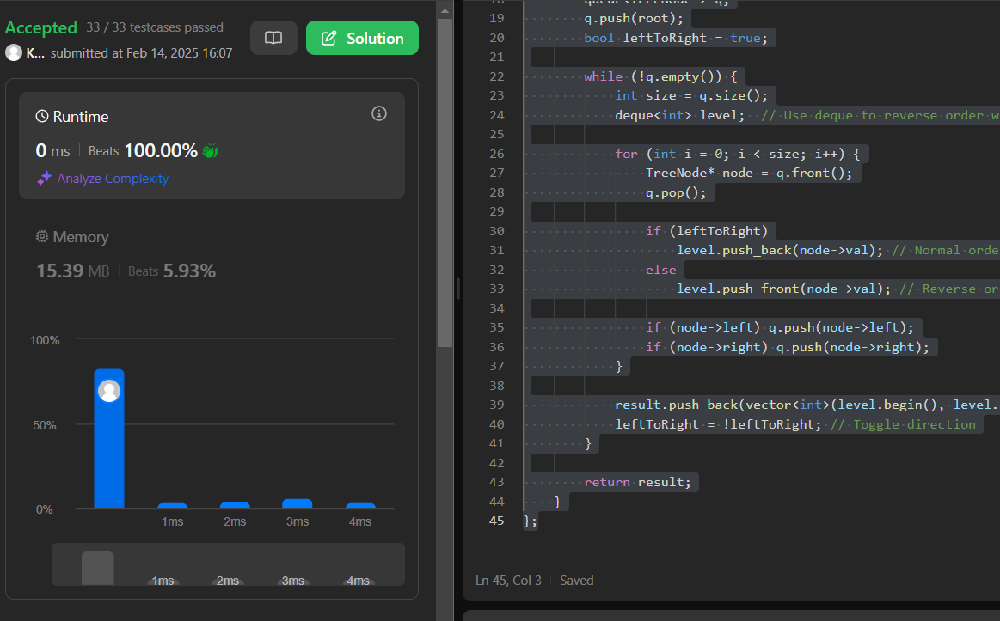 Accepted 33 / 33 testcases passed
K... submitted at Feb 14, 2025 16:07
Solution
Runtime
0 ms Beats 100.00%
Analyze Complexity
Memory
15.39 MB Beats 5.93%
100%
50%
0%
1ms 2ms 3ms 4ms
1ms 2ms 3ms 4ms
19 q.push(root);
20 bool leftToRight = true;
21
22 while (!q.empty()) {
23 int size = q.size();
24 deque<int> level; // Use deque to reverse order w
25
26 for (int i = 0; i < size; i++) {
27 TreeNode* node = q.front();
28 q.pop();
29
30 if (leftToRight)
31 level.push_back(node->val); // Normal orde
32 else
33 level.push_front(node->val); // Reverse or
34
35 if (node->left) q.push(node->left);
36 if (node->right) q.push(node->right);
37 }
38
39 result.push_back(vector<int>(level.begin(), level.
40 leftToRight = !leftToRight; // Toggle direction
41 }
42
43 return result;
44 }
45 };
Ln 45, Col 3 Saved